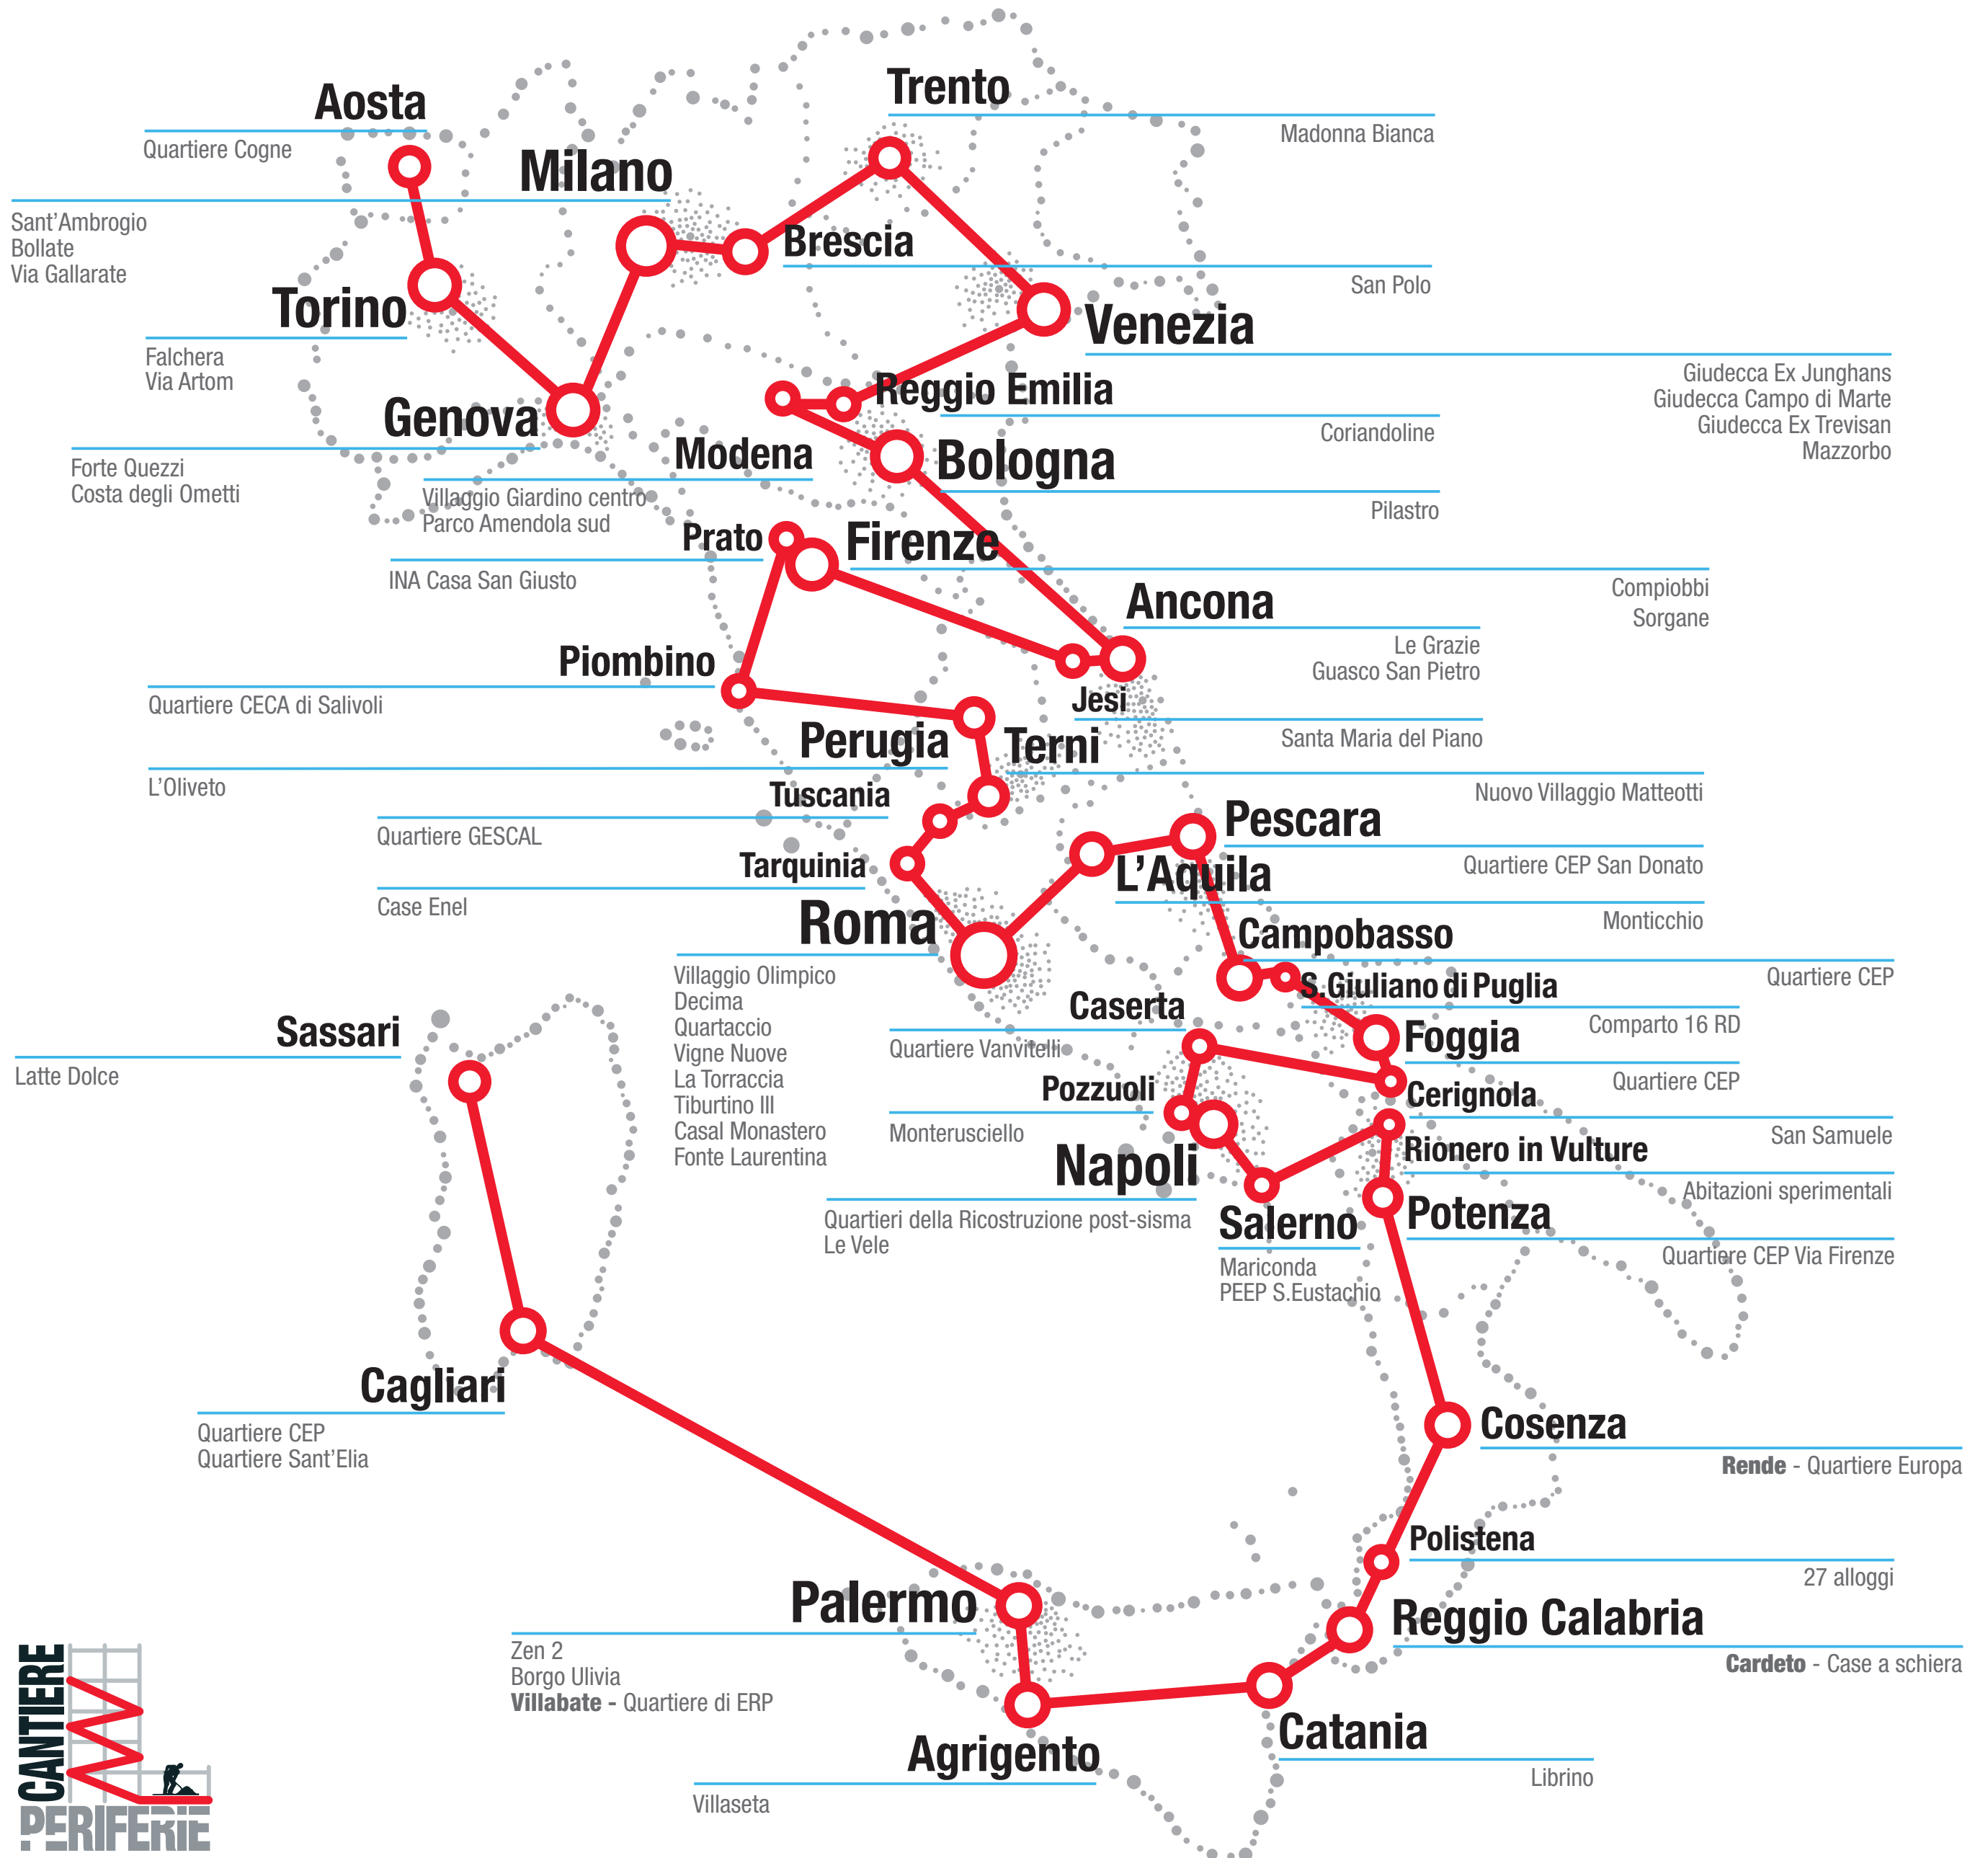 Aosta
Quartiere Cogne
Trento
Madonna Bianca
Milano
Sant'Ambrogio
Bollate
Via Gallarate
Brescia
San Polo
Torino
Falchera
Via Artom
Venezia
Giudecca Ex Junghans
Giudecca Campo di Marte
Giudecca Ex Trevisan
Mazzorbo
Genova
Forte Quezzi
Costa degli Ometti
Reggio Emilia
Coriandoline
Modena
Villaggio Giardino centro
Parco Amendola sud
Bologna
Pilastro
Prato
INA Casa San Giusto
Firenze
Compiobbi
Sorgane
Ancona
Le Grazie
Guasco San Pietro
Piombino
Quartiere CECA di Salivoli
Jesi
Santa Maria del Piano
Perugia
L'Oliveto
Terni
Nuovo Villaggio Matteotti
Tuscania
Quartiere GESCAL
Pescara
Quartiere CEP San Donato
Tarquinia
Case Enel
L'Aquila
Monticchio
Roma
Villaggio Olimpico
Decima
Quartaccio
Vigne Nuove
La Torraccia
Tiburtino III
Casal Monastero
Fonte Laurentina
Campobasso
Quartiere CEP
S.Giuliano di Puglia
Comparto 16 RD
Caserta
Quartiere Vanvitelli
Foggia
Quartiere CEP
Sassari
Latte Dolce
Pozzuoli
Monterusciello
Cerignola
San Samuele
Napoli
Quartieri della Ricostruzione post-sisma
Le Vele
Rionero in Vulture
Abitazioni sperimentali
Salerno
Mariconda
PEEP S.Eustachio
Potenza
Quartiere CEP Via Firenze
Cagliari
Quartiere CEP
Quartiere Sant'Elia
Cosenza
Rende - Quartiere Europa
Polistena
27 alloggi
Palermo
Zen 2
Borgo Ulivia
Villabate - Quartiere di ERP
Reggio Calabria
Cardeto - Case a schiera
Agrigento
Villaseta
Catania
Librino
CANTIERE
PERIFERIE